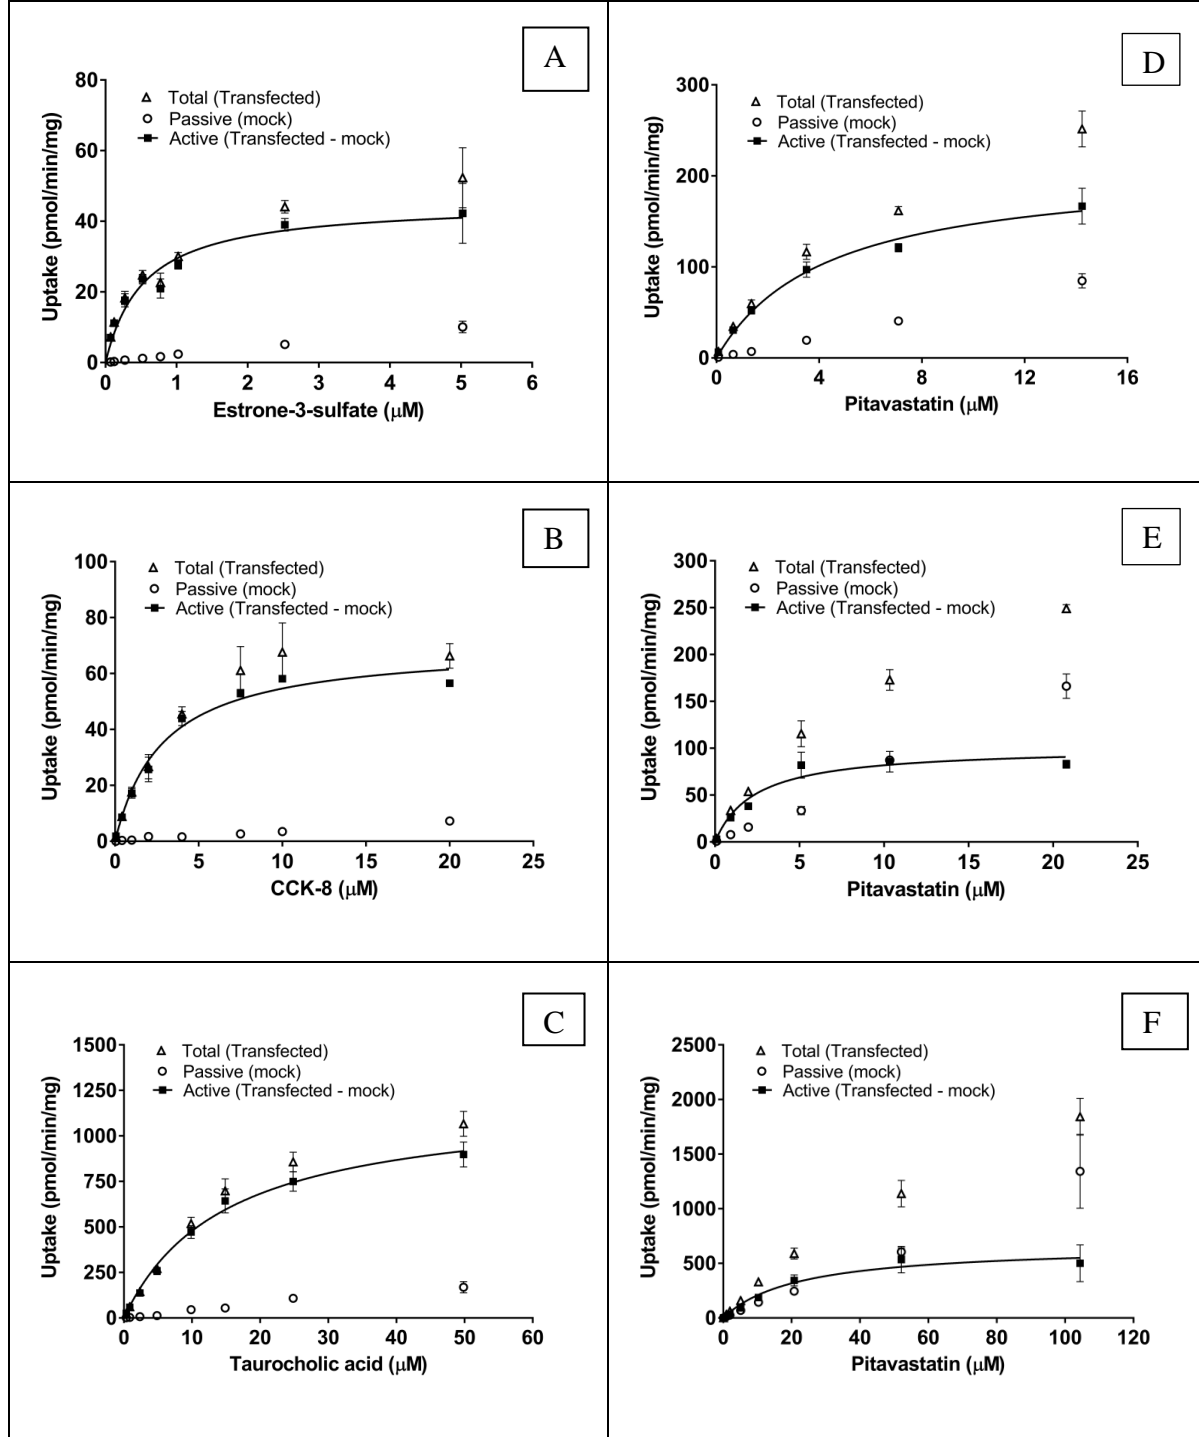 A
80
60
40
20
0
Uptake (pmol/min/mg)
Total (Transfected)
Passive (mock)
Active (Transfected - mock)
0 1 2 3 4 5 6
Estrone-3-sulfate (μM)
D
300
200
100
0
Uptake (pmol/min/mg)
Total (Transfected)
Passive (mock)
Active (Transfected - mock)
0 4 8 12 16
Pitavastatin (μM)
B
100
80
60
40
20
0
Uptake (pmol/min/mg)
Total (Transfected)
Passive (mock)
Active (Transfected - mock)
0 5 10 15 20 25
CCK-8 (μM)
E
300
250
200
150
100
50
0
Uptake (pmol/min/mg)
Total (Transfected)
Passive (mock)
Active (Transfected - mock)
0 5 10 15 20 25
Pitavastatin (μM)
C
1500
1250
1000
750
500
250
0
Uptake (pmol/min/mg)
Total (Transfected)
Passive (mock)
Active (Transfected - mock)
0 10 20 30 40 50 60
Taurocholic acid (μM)
F
2500
2000
1500
1000
500
0
Uptake (pmol/min/mg)
Total (Transfected)
Passive (mock)
Active (Transfected - mock)
0 20 40 60 80 100 120
Pitavastatin (μM)